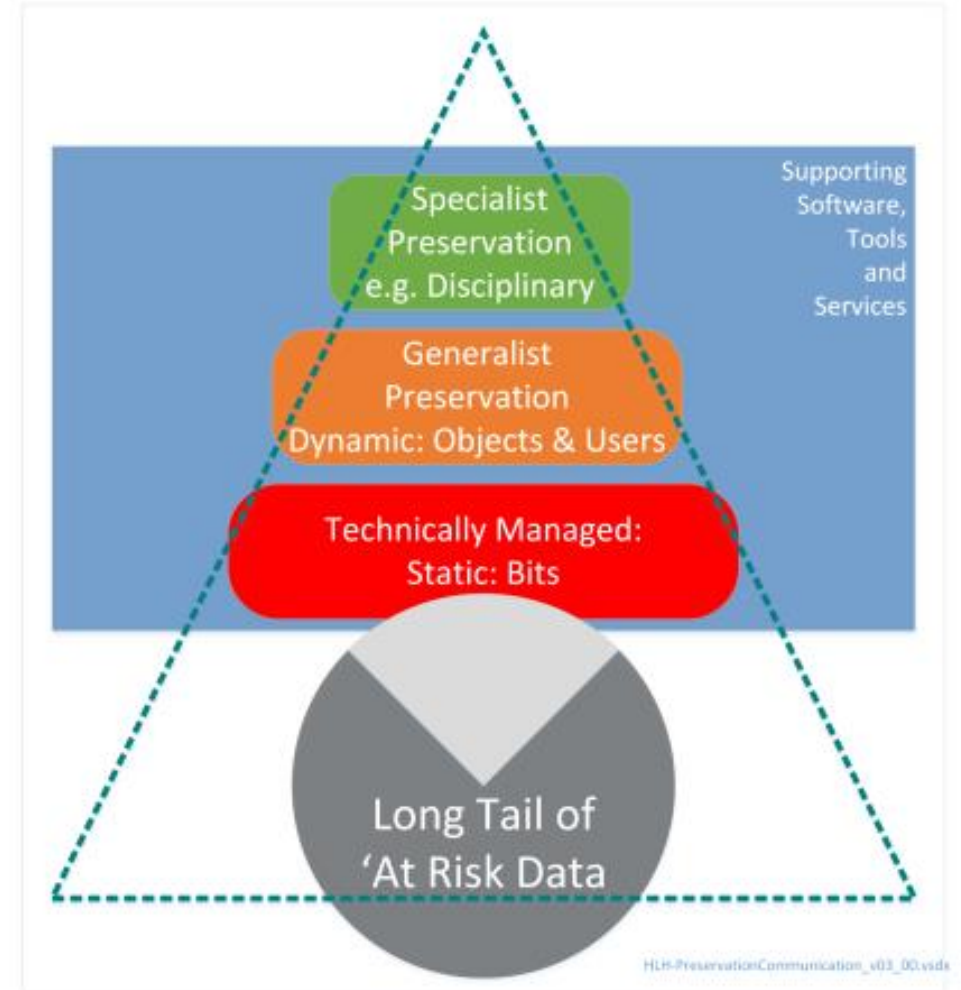 Supporting
Software,
Tools
and
Services
Specialist
Preservation
e.g. Disciplinary
Generalist
Preservation
Dynamic: Objects & Users
Technically Managed:
Static: Bits
Long Tail of
‘At Risk Data
HLH-PreservationCommunication_v03_00.vsdx